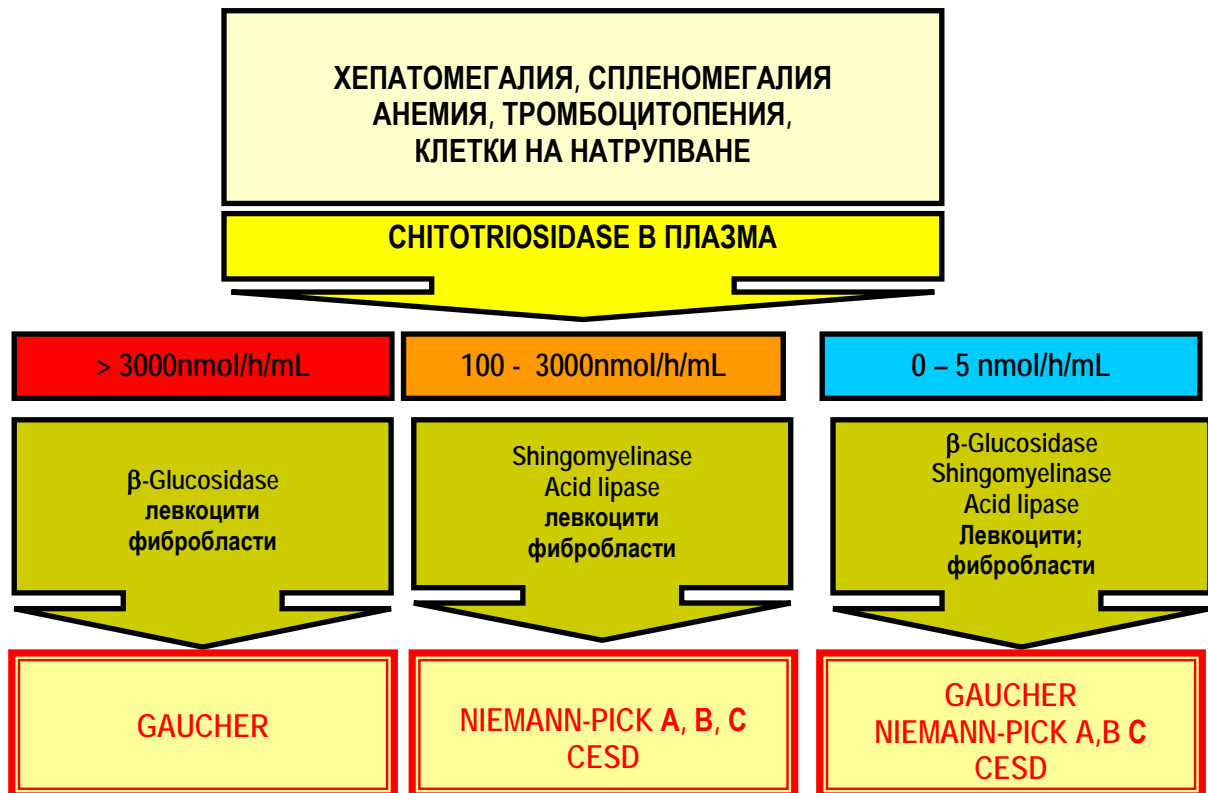 ХЕПАТОМЕГАЛИЯ, СПЛЕНОМЕГАЛИЯ
АНЕМИЯ, ТРОМБОЦИТОПЕНИЯ,
КЛЕТКИ НА НАТРУПВАНЕ
CHITOTRIOSIDASE В ПЛАЗМА
> 3000nmol/h/mL
100 - 3000nmol/h/mL
0 – 5 nmol/h/mL
β-Glucosidase
левкоцити
фибробласти
Shingomyelinase
Acid lipase
левкоцити
фибробласти
β-Glucosidase
Shingomyelinase
Acid lipase
Левкоцити;
фибробласти
GAUCHER
NIEMANN-PICK A, B, C
CESD
GAUCHER
NIEMANN-PICK A,B C
CESD